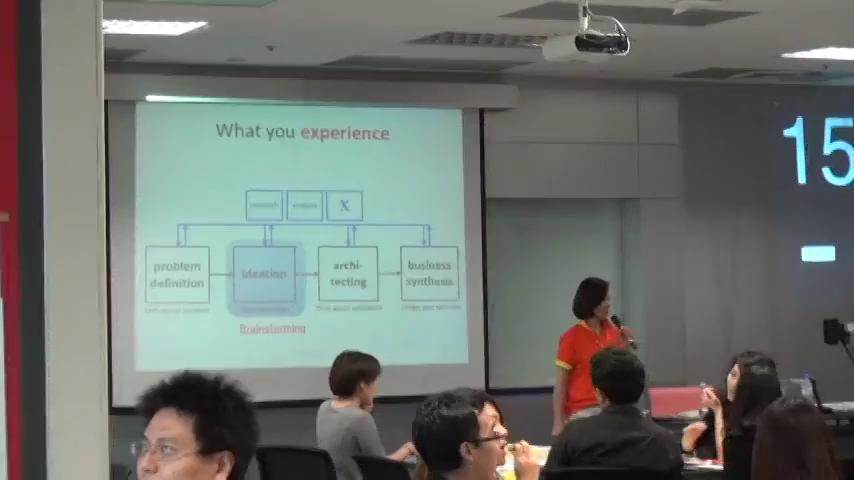 What you experience
X
problem
definition
ideation
archi-
tecting
business
synthesis
Brainstorming
15